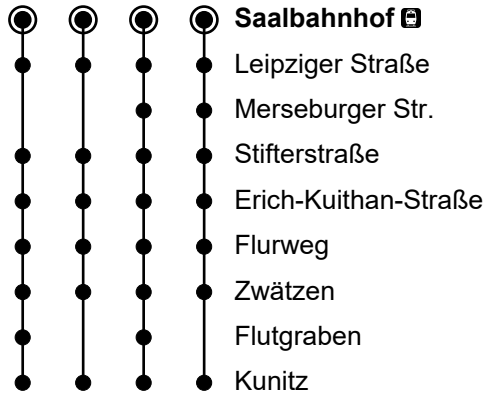 Saalbahnhof
Leipziger Straße
Merseburger Str.
Stifterstraße
Erich-Kuithan-Straße
Flurweg
Zwätzen
Flutgraben
Kunitz